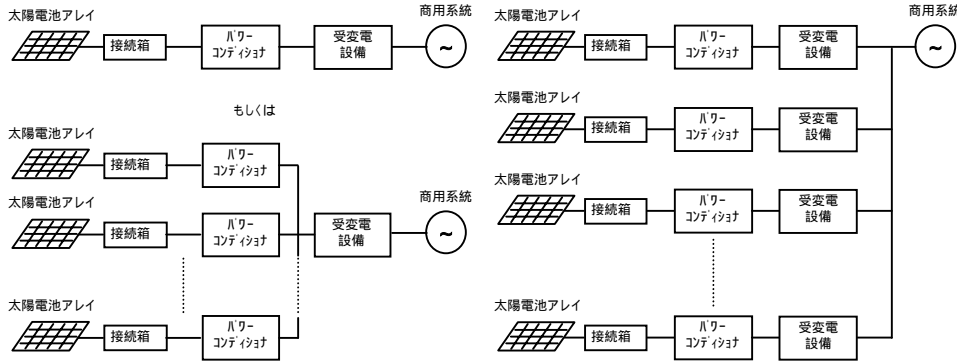 太陽電池アレイ
接続箱
ﾊﾟﾜｰ
ｺﾝﾃﾞｨｼｮﾅ
受変電
設備
商用系統
~
もしくは
太陽電池アレイ
接続箱
ﾊﾟﾜｰ
ｺﾝﾃﾞｨｼｮﾅ
太陽電池アレイ
接続箱
ﾊﾟﾜｰ
ｺﾝﾃﾞｨｼｮﾅ
受変電
設備
商用系統
~
太陽電池アレイ
接続箱
ﾊﾟﾜｰ
ｺﾝﾃﾞｨｼｮﾅ
太陽電池アレイ
接続箱
ﾊﾟﾜｰ
ｺﾝﾃﾞｨｼｮﾅ
受変電
設備
商用系統
~
太陽電池アレイ
接続箱
ﾊﾟﾜｰ
ｺﾝﾃﾞｨｼｮﾅ
受変電
設備
太陽電池アレイ
接続箱
ﾊﾟﾜｰ
ｺﾝﾃﾞｨｼｮﾅ
受変電
設備
太陽電池アレイ
接続箱
ﾊﾟﾜｰ
ｺﾝﾃﾞｨｼｮﾅ
受変電
設備